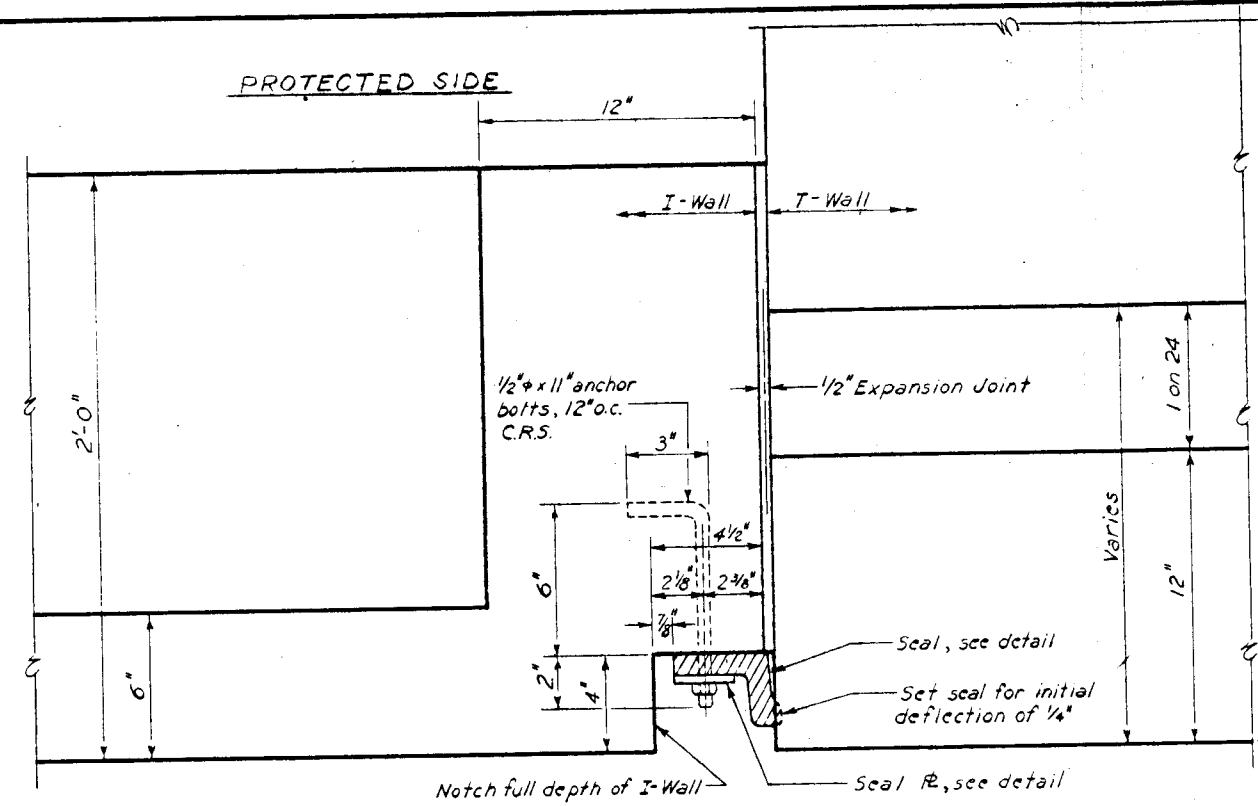 PROTECTED SIDE
12"
I-Wall
T-Wall
1/2"φ x 11" anchor
bolts, 12" o.c.
C.R.S.
1/2" Expansion Joint
1 on 24
2'-0"
3"
4 1/2"
Varies
6"
2 1/8"
2 3/8"
12"
7/8"
6"
2"
4"
Seal, see detail
Set seal for initial
deflection of 1/4"
Notch full depth of I-Wall
Seal ⅊, see detail